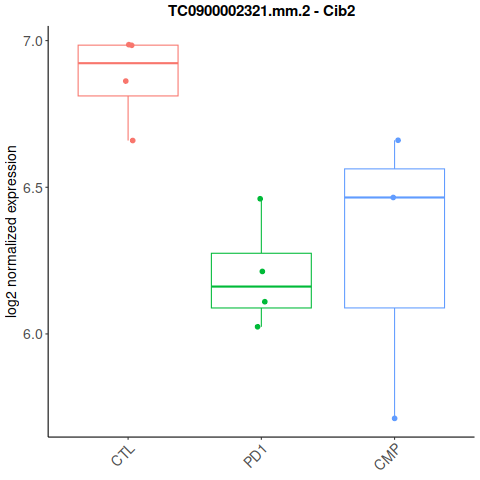 TC0900002321.mm.2 - Cib2
log2 normalized expression
7.0
6.5
6.0
CTL
PD1
CMP